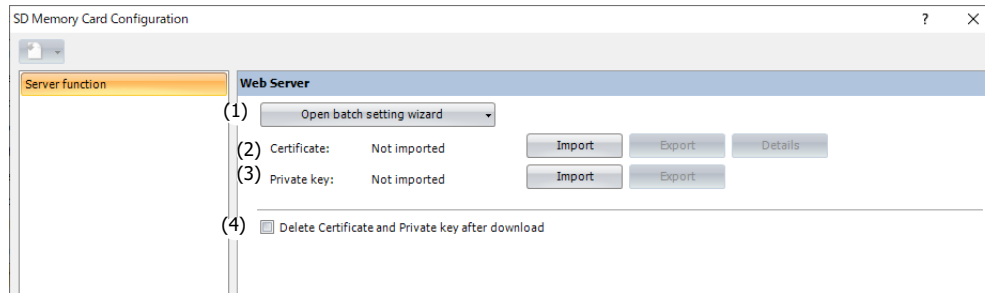 SD Memory Card Configuration ? ×
Server function
Web Server
(1) Open batch setting wizard
(2) Certificate: Not imported Import Export Details
(3) Private key: Not imported Import Export
(4) Delete Certificate and Private key after download